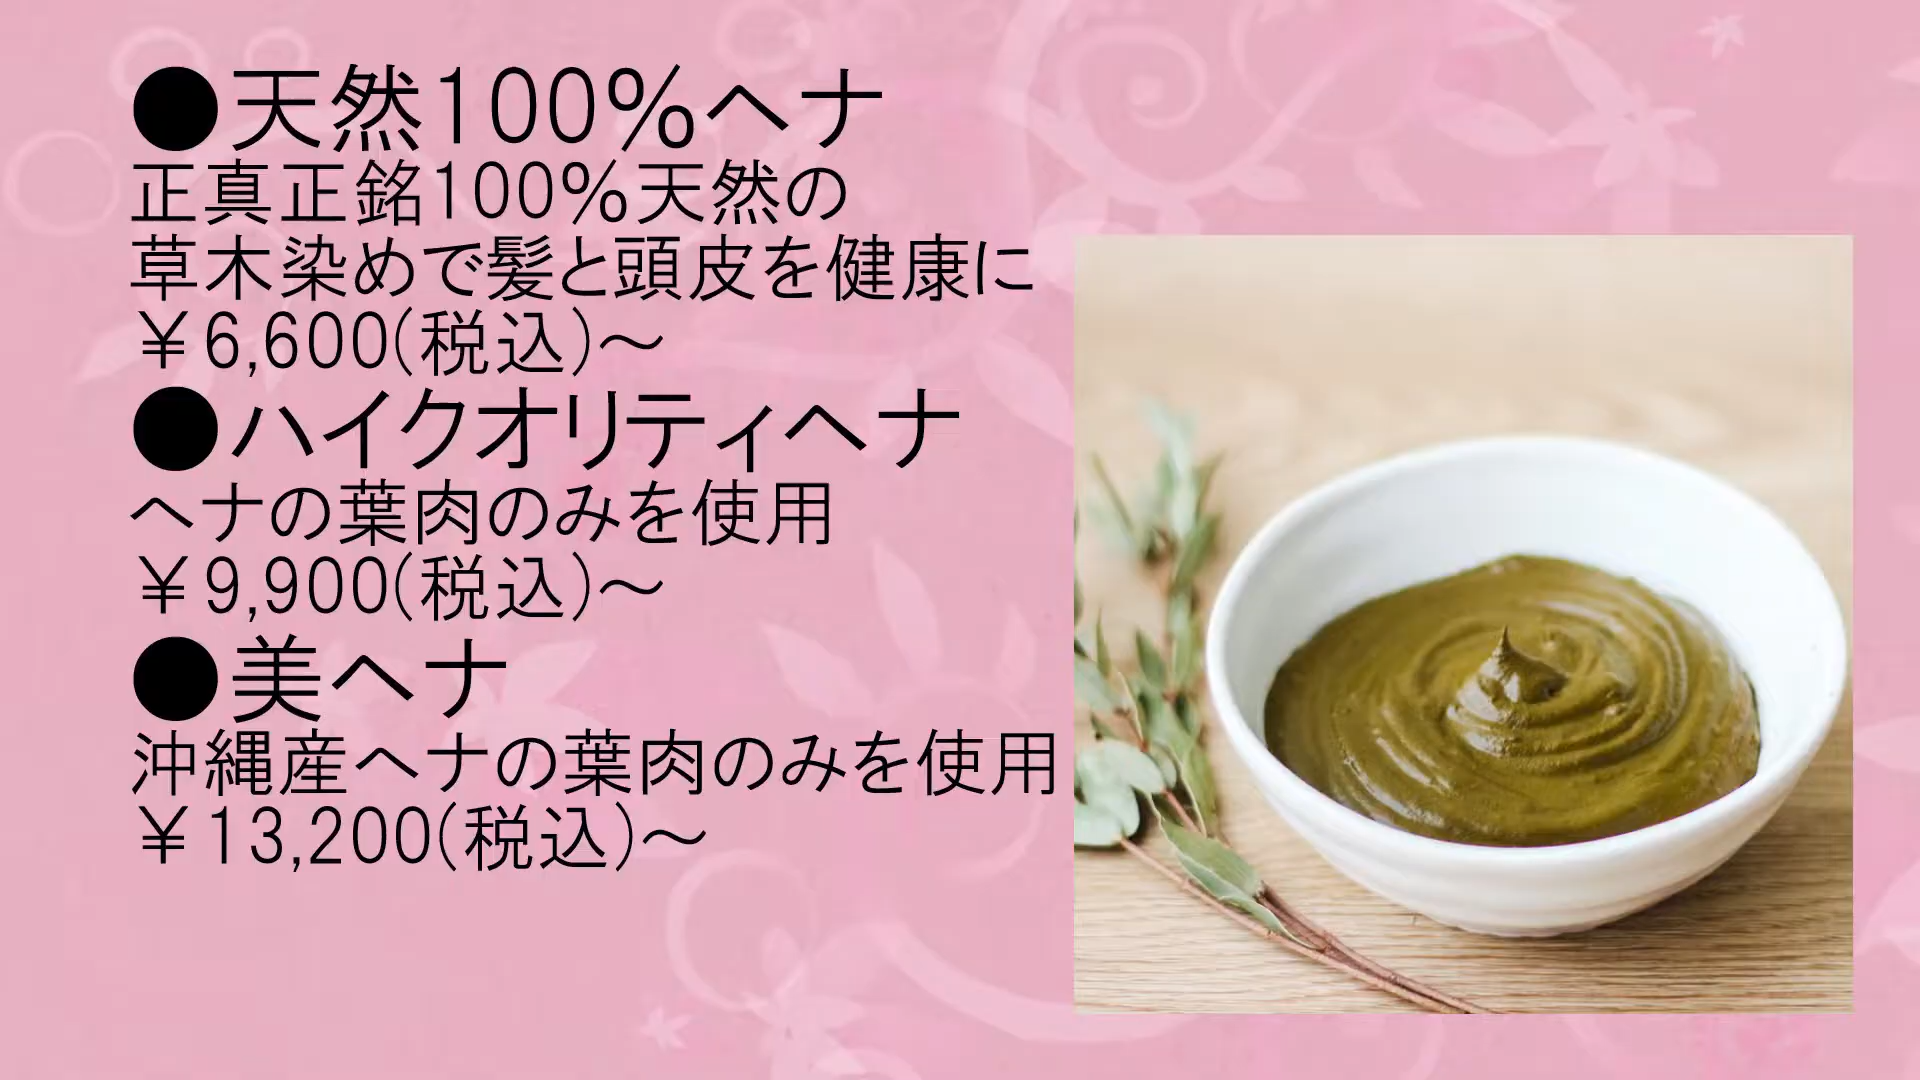 ●天然100%ヘナ
正真正銘100%天然の
草木染めで髪と頭皮を健康に
￥6,600(税込)～
●ハイクオリティヘナ
ヘナの葉肉のみを使用
￥9,900(税込)～
●美ヘナ
沖縄産ヘナの葉肉のみを使用
￥13,200(税込)～